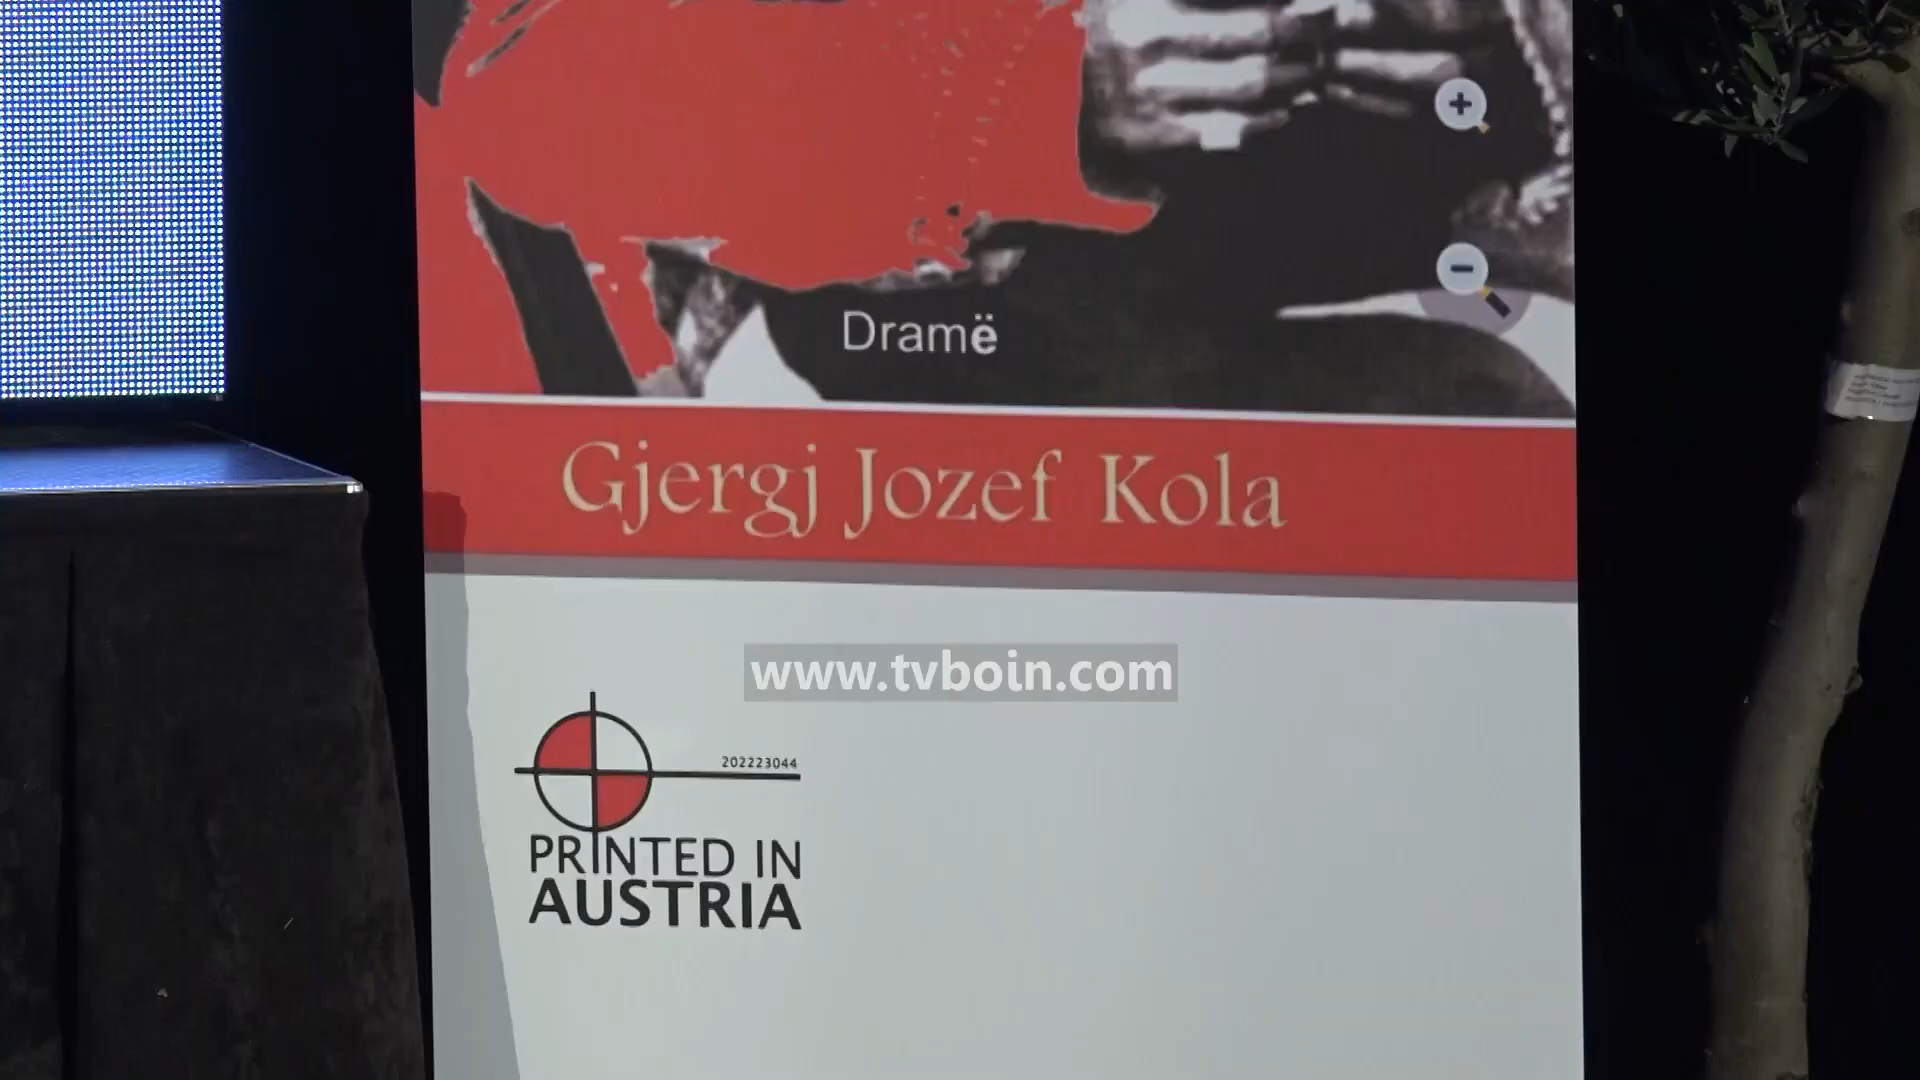 Dramë
Gjergj Jozef Kola
www.tvboin.com
202223044
PRINTED IN
AUSTRIA